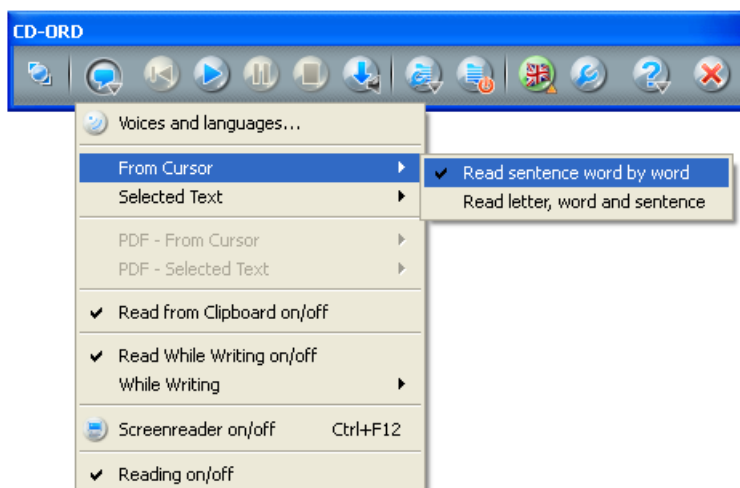 CD-ORD
Voices and languages...
From Cursor
Read sentence word by word
Selected Text
Read letter, word and sentence
PDF - From Cursor
PDF - Selected Text
Read from Clipboard on/off
Read While Writing on/off
While Writing
Screenreader on/off Ctrl+F12
Reading on/off